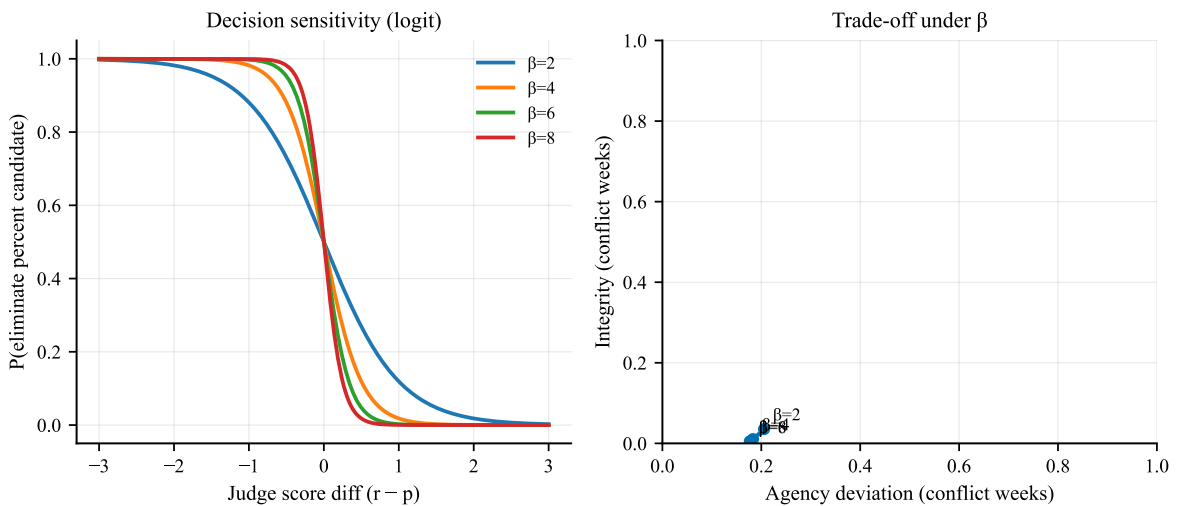 Decision sensitivity (logit)
P(eliminate percent candidate)
1.0
0.8
0.6
0.4
0.2
0.0
−3
−2
−1
0
1
2
3
Judge score diff (r − p)
β=2
β=4
β=6
β=8
Trade-off under β
Integrity (conflict weeks)
1.0
0.8
0.6
0.4
0.2
0.0
0.0
0.2
0.4
0.6
0.8
1.0
Agency deviation (conflict weeks)
β=2